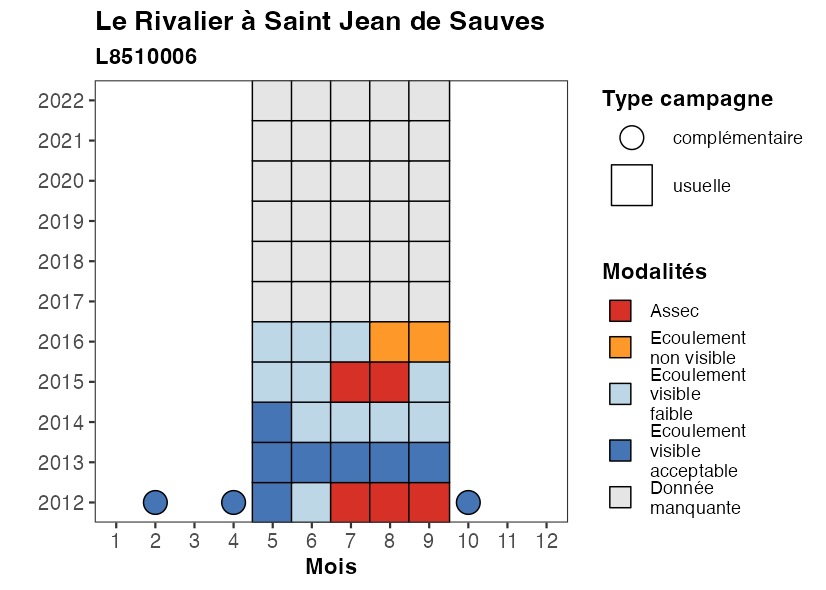 Le Rivalier à Saint Jean de Sauves
L8510006
2022
2021
2020
2019
2018
2017
2016
2015
2014
2013
2012
1 2 3 4 5 6 7 8 9 10 11 12
Mois
Type campagne
complémentaire
usuelle
Modalités
Assec
Ecoulement
non visible
Ecoulement
visible
faible
Ecoulement
visible
acceptable
Donnée
manquante